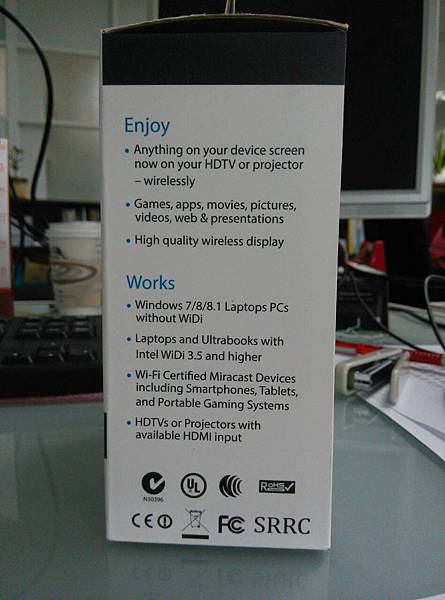 Enjoy
• Anything on your device screen
now on your HDTV or projector
– wirelessly
• Games, apps, movies, pictures,
videos, web & presentations
• High quality wireless display
Works
• Windows 7/8/8.1 Laptops PCs
without WiDi
• Laptops and Ultrabooks with
Intel WiDi 3.5 and higher
• Wi-Fi Certified Miracast Devices
including Smartphones, Tablets,
and Portable Gaming Systems
• HDTVs or Projectors with
available HDMI input
UL RoHS
N30396
CE FC SRRC